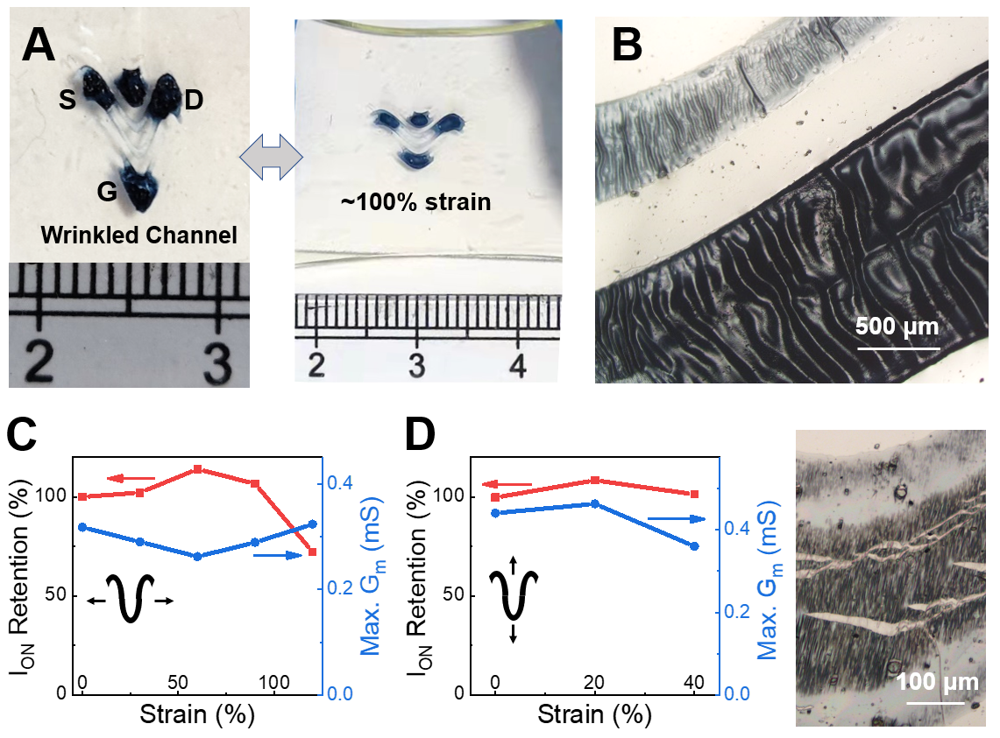 A
S
D
G
Wrinkled Channel
2 3
~100% strain
2 3 4
B
500 µm
C
I_ON Retention (%)
100
50
0
0 50 100
Strain (%)
0.4
0.2
0.0
Max. G_m (mS)
D
I_ON Retention (%)
100
50
0
0 20 40
Strain (%)
0.4
0.2
0.0
Max. G_m (mS)
100 µm